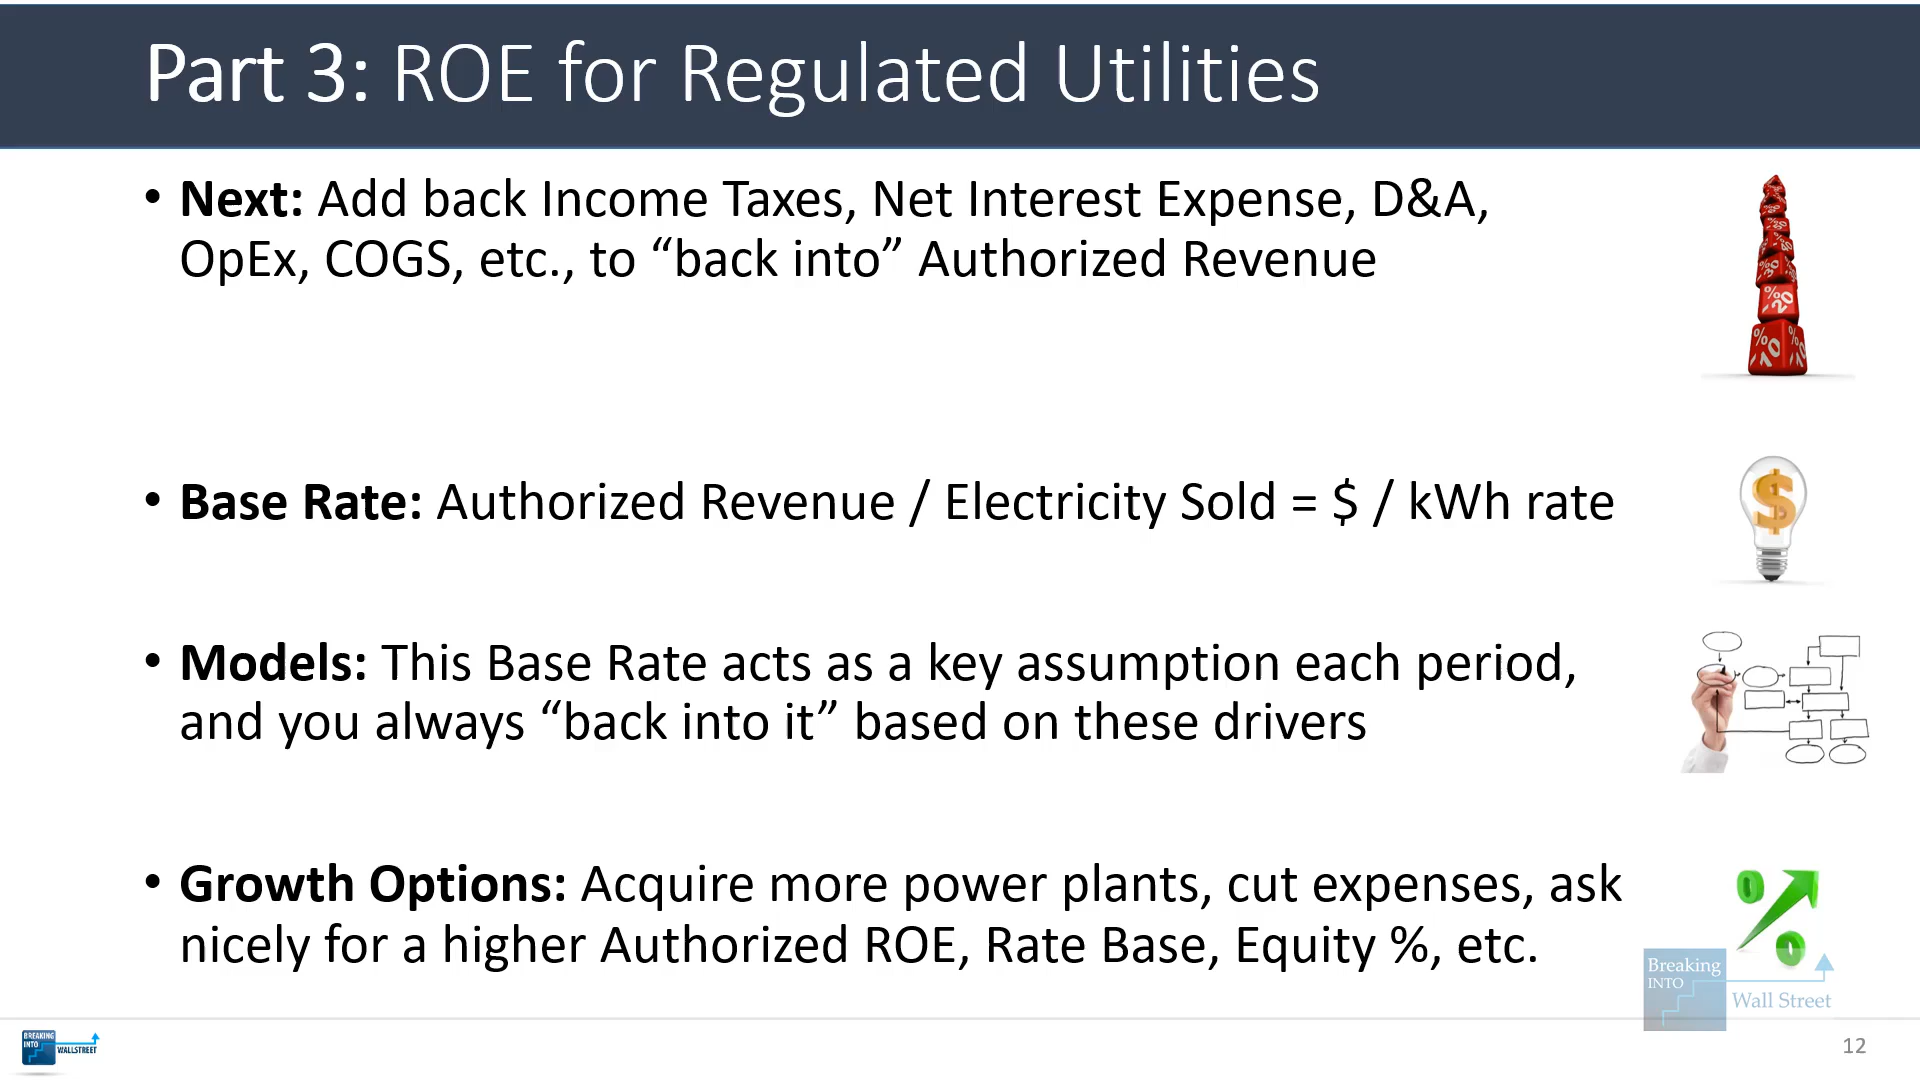 Part 3: ROE for Regulated Utilities
• Next: Add back Income Taxes, Net Interest Expense, D&A,
OpEx, COGS, etc., to “back into” Authorized Revenue
• Base Rate: Authorized Revenue / Electricity Sold = $ / kWh rate
• Models: This Base Rate acts as a key assumption each period,
and you always “back into it” based on these drivers
• Growth Options: Acquire more power plants, cut expenses, ask
nicely for a higher Authorized ROE, Rate Base, Equity %, etc.
Breaking
INTO
Wall Street
BREAKING
INTO
WALLSTREET
12